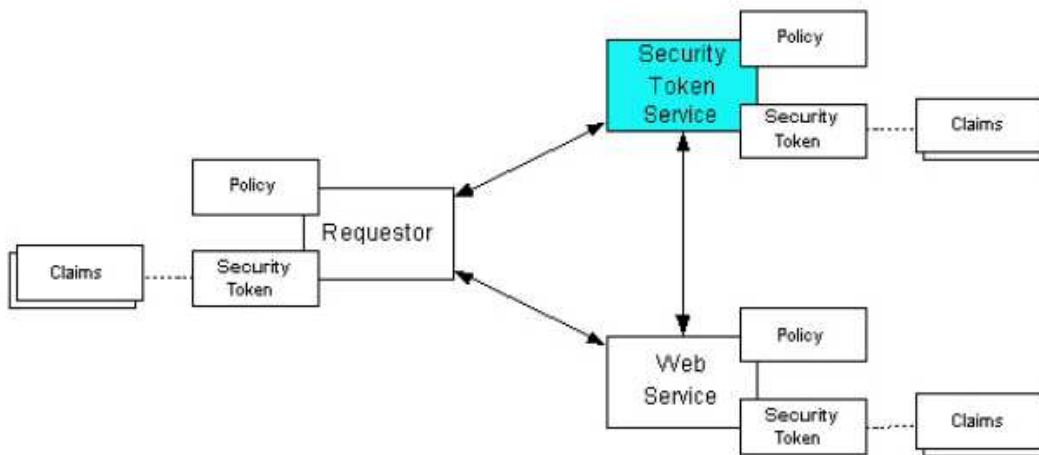 Policy
Security
Token
Service
Security
Token
Claims
Policy
Requestor
Claims
Security
Token
Policy
Web
Service
Security
Token
Claims